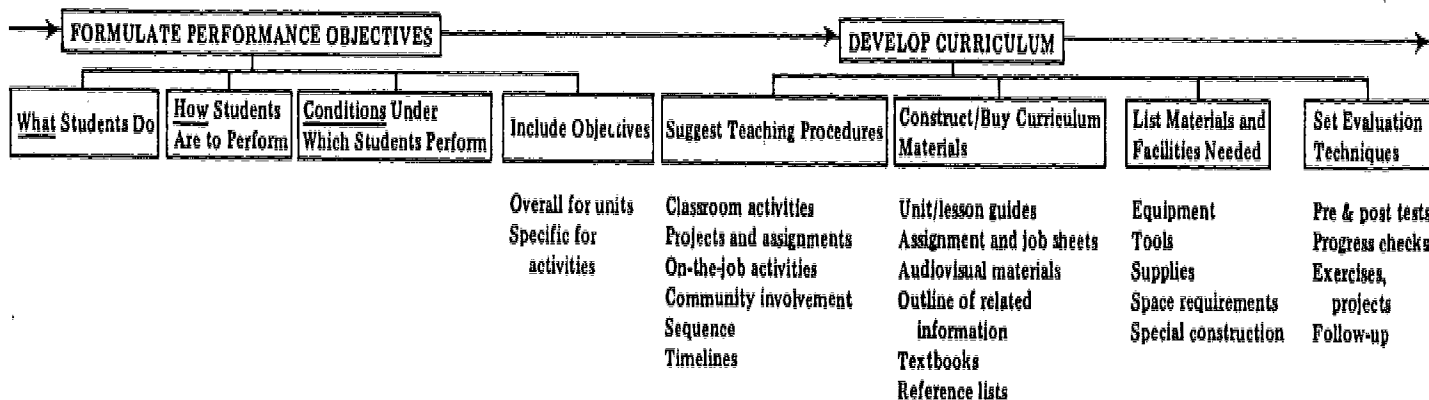 FORMULATE PERFORMANCE OBJECTIVES
DEVELOP CURRICULUM
What Students Do
How Students
Are to Perform
Conditions Under
Which Students Perform
Include Objectives
Suggest Teaching Procedures
Construct/Buy Curriculum
Materials
List Materials and
Facilities Needed
Set Evaluation
Techniques
Overall for units
Specific for
activities
Classroom activities
Projects and assignments
On-the-job activities
Community involvement
Sequence
Timelines
Unit/lesson guides
Assignment and job sheets
Audiovisual materials
Outline of related
information
Textbooks
Reference lists
Equipment
Tools
Supplies
Space requirements
Special construction
Pre & post tests
Progress checks
Exercises,
projects
Follow-up